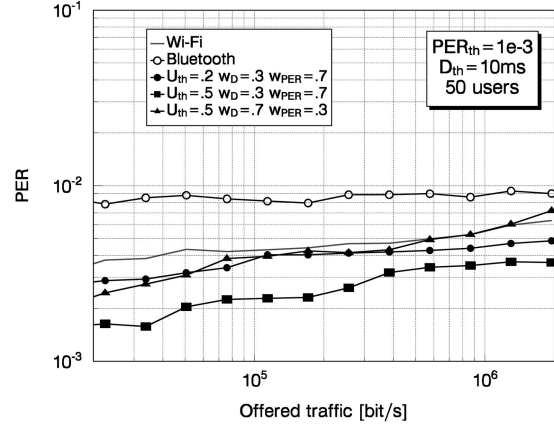 10⁻¹
Wi-Fi
Bluetooth
Uth=.2 wD=.3 wPER=.7
Uth=.5 wD=.3 wPER=.7
Uth=.5 wD=.7 wPER=.3
PERth=1e-3
Dth=10ms
50 users
PER
10⁻²
10⁻³
10⁵
10⁶
Offered traffic [bit/s]